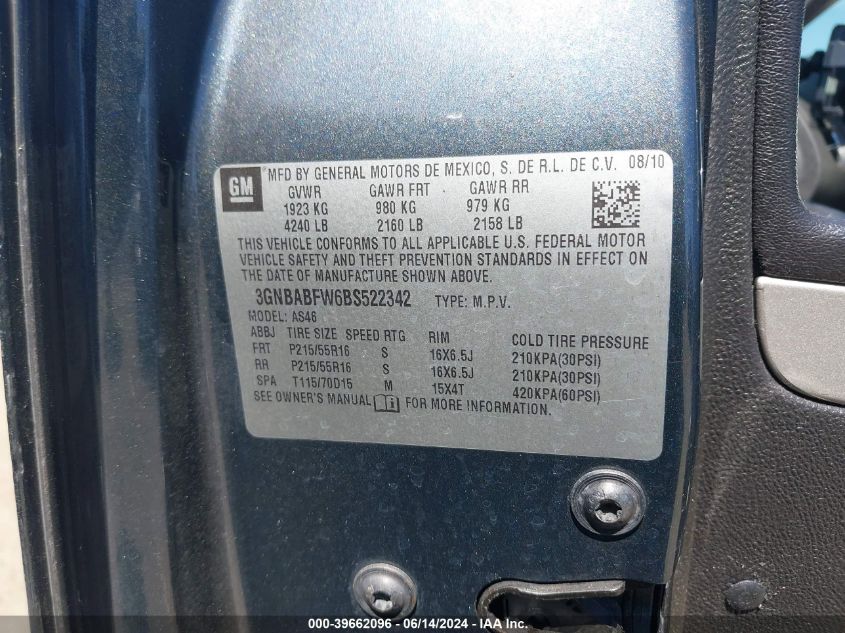 GM
MFD BY GENERAL MOTORS DE MEXICO, S. DE R.L. DE C.V. 08/10
GVWR GAWR FRT GAWR RR
1923 KG 980 KG 979 KG
4240 LB 2160 LB 2158 LB
THIS VEHICLE CONFORMS TO ALL APPLICABLE U.S. FEDERAL MOTOR
VEHICLE SAFETY AND THEFT PREVENTION STANDARDS IN EFFECT ON
THE DATE OF MANUFACTURE SHOWN ABOVE.
3GNBABFW6BS522342 TYPE: M.P.V.
MODEL: AS46
ABBJ TIRE SIZE SPEED RTG RIM COLD TIRE PRESSURE
FRT P215/55R16 S 16X6.5J 210KPA(30PSI)
RR P215/55R16 S 16X6.5J 210KPA(30PSI)
SPA T115/70D15 M 15X4T 420KPA(60PSI)
SEE OWNER'S MANUAL FOR MORE INFORMATION.
000-39662096 - 06/14/2024 - IAA Inc.